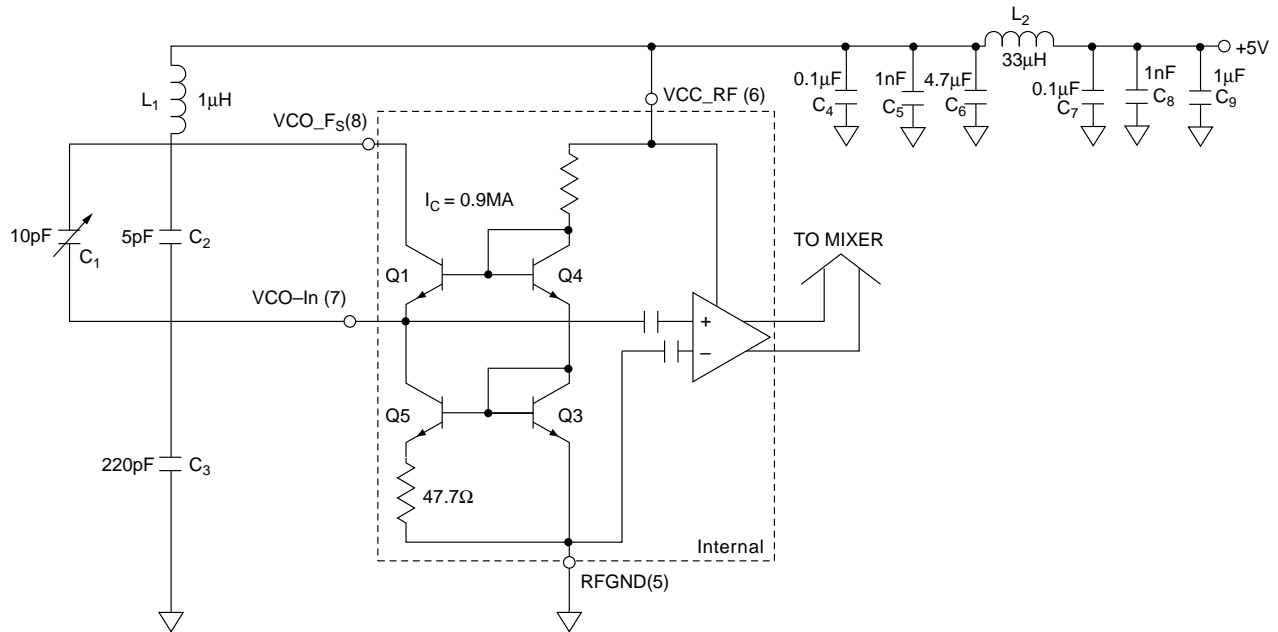 L2
+5V
33μH
0.1μF
C4
1nF
C5
4.7μF
C6
0.1μF
C7
1nF
C8
1μF
C9
L1
1μH
VCC_RF (6)
VCO_FS(8)
IC = 0.9MA
10pF
C1
5pF
C2
TO MIXER
Q1
Q4
VCO–In (7)
+
–
Q5
Q3
220pF
C3
47.7Ω
Internal
RFGND(5)